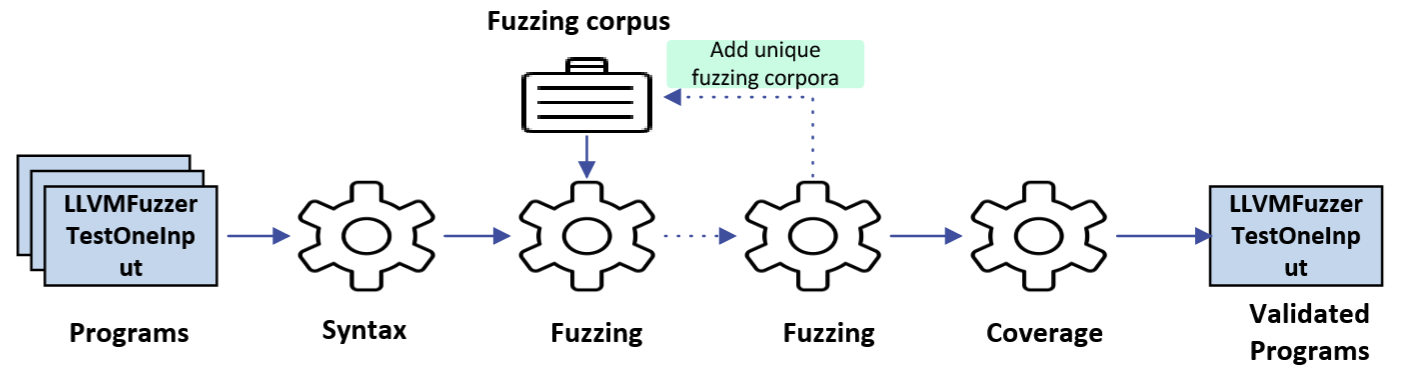 Fuzzing corpus
Add unique
fuzzing corpora
LLVMFuzzer
TestOneInp
ut
LLVMFuzzer
TestOneInp
ut
Programs
Syntax
Fuzzing
Fuzzing
Coverage
Validated
Programs